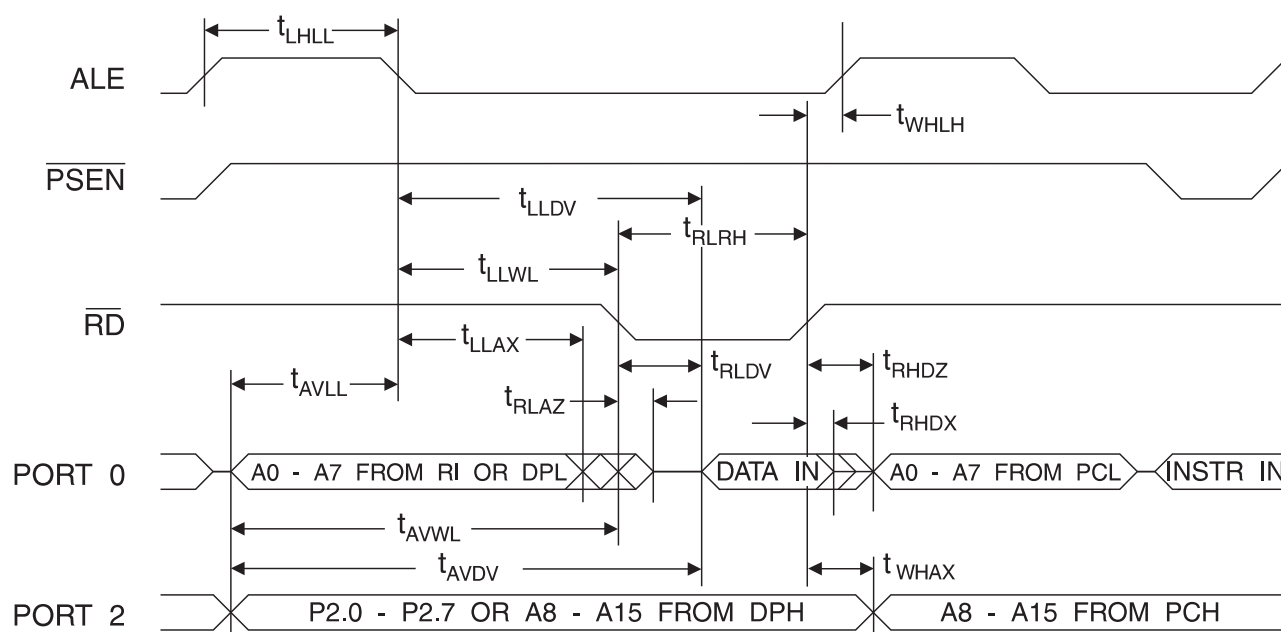 tLHLL
ALE
tWHLH
PSEN
tLLDV
tRLRH
tLLWL
RD
tLLAX
tRLDV
tRHDZ
tAVLL
tRLAZ
tRHDX
PORT 0
A0 - A7 FROM RI OR DPL
DATA IN
A0 - A7 FROM PCL
INSTR IN
tAVWL
tAVDV
tWHAX
PORT 2
P2.0 - P2.7 OR A8 - A15 FROM DPH
A8 - A15 FROM PCH